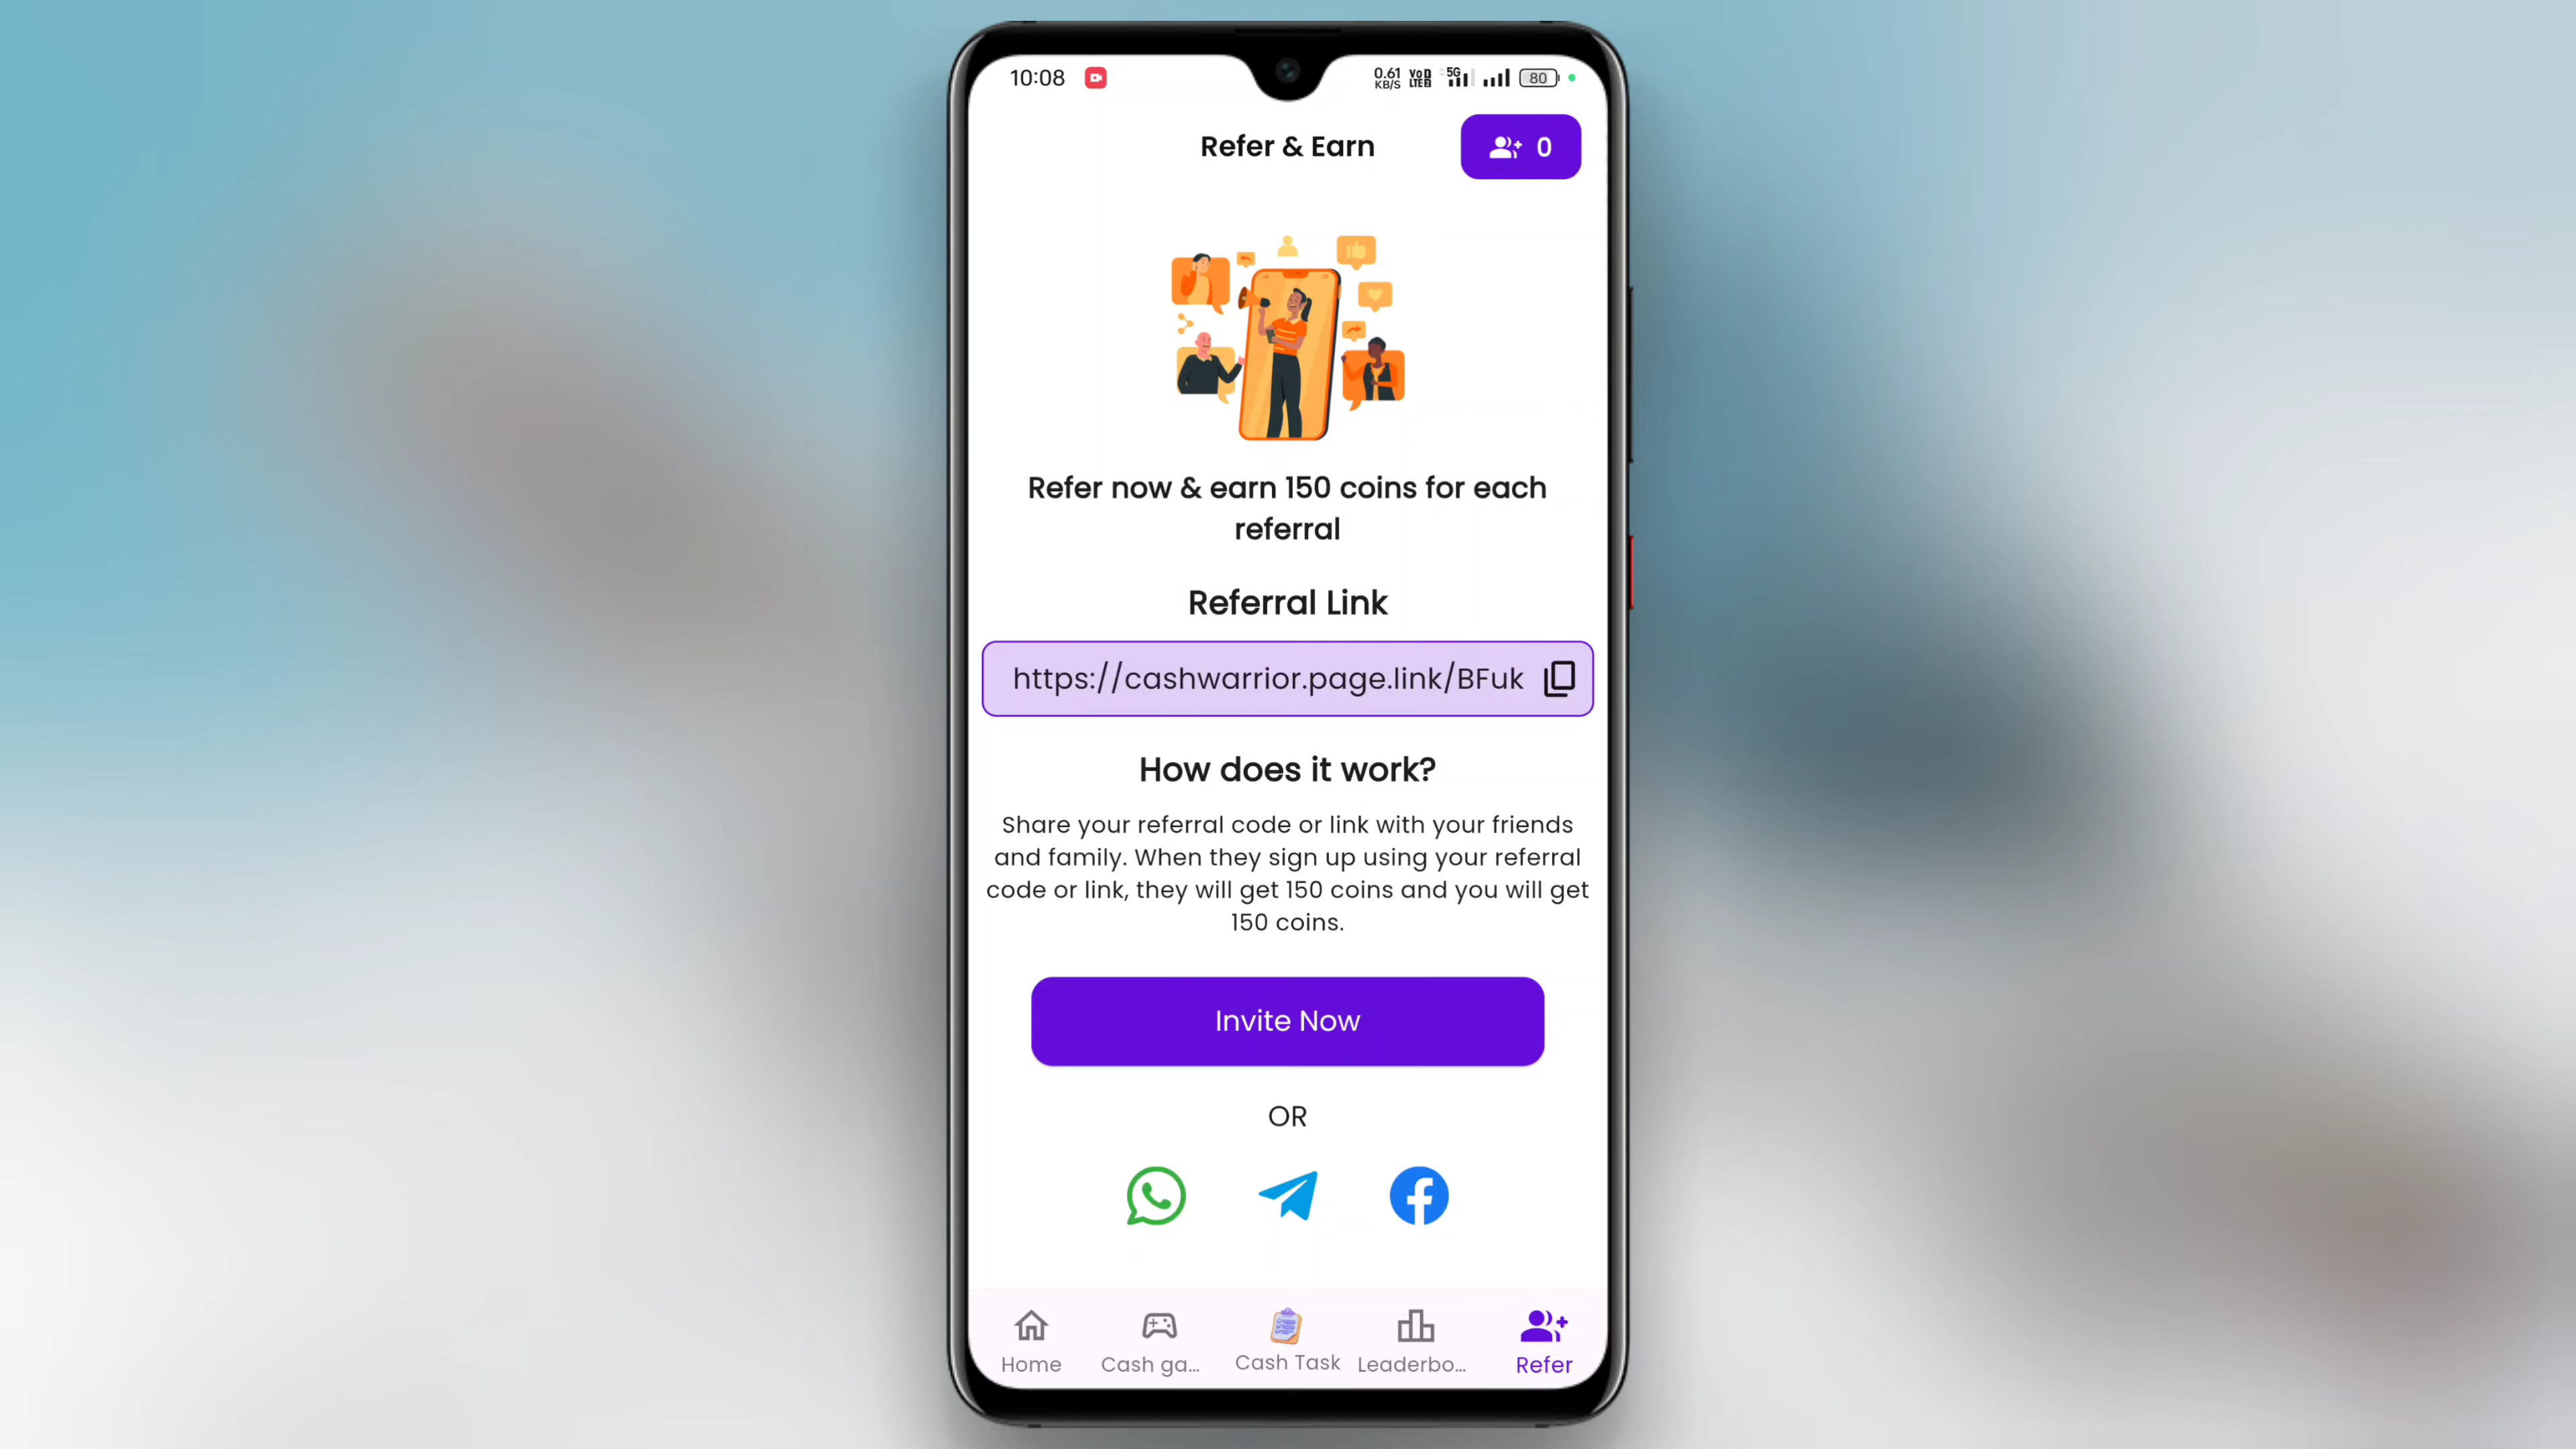 10:08
0.61 KB/S
VoD LTE2
5G
80
Refer & Earn
0
Refer now & earn 150 coins for each
referral
Referral Link
https://cashwarrior.page.link/BFuk
How does it work?
Share your referral code or link with your friends
and family. When they sign up using your referral
code or link, they will get 150 coins and you will get
150 coins.
Invite Now
OR
Home
Cash ga...
Cash Task
Leaderbo...
Refer